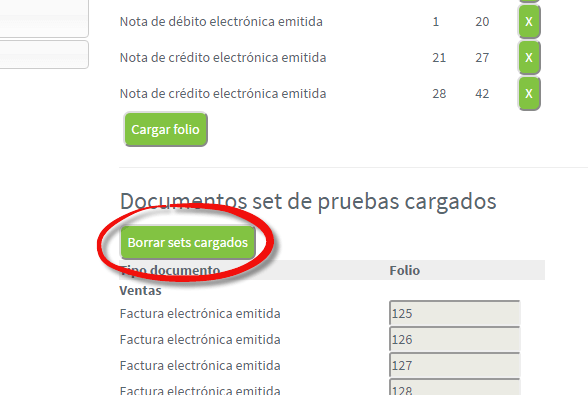 Nota de débito electrónica emitida 1 20 X
Nota de crédito electrónica emitida 21 27 X
Nota de crédito electrónica emitida 28 42 X
Cargar folio
Documentos set de pruebas cargados
Borrar sets cargados
Tipo documento Folio
Ventas
Factura electrónica emitida 125
Factura electrónica emitida 126
Factura electrónica emitida 127
Factura electrónica emitida 128